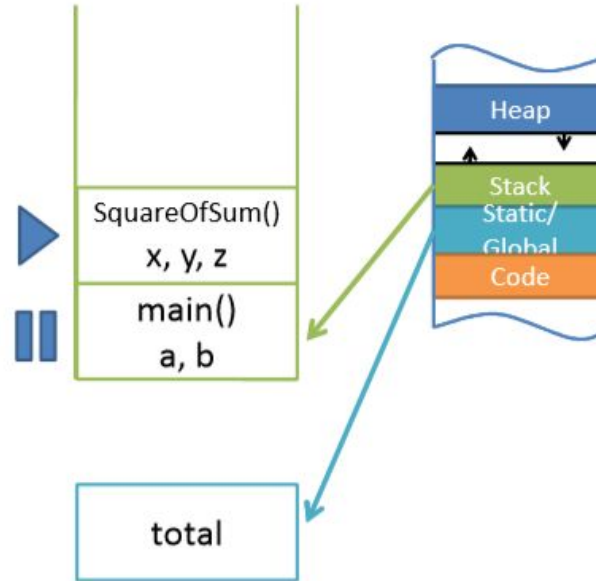 SquareOfSum()
x, y, z
main()
a, b
total
Heap
Stack
Static/
Global
Code